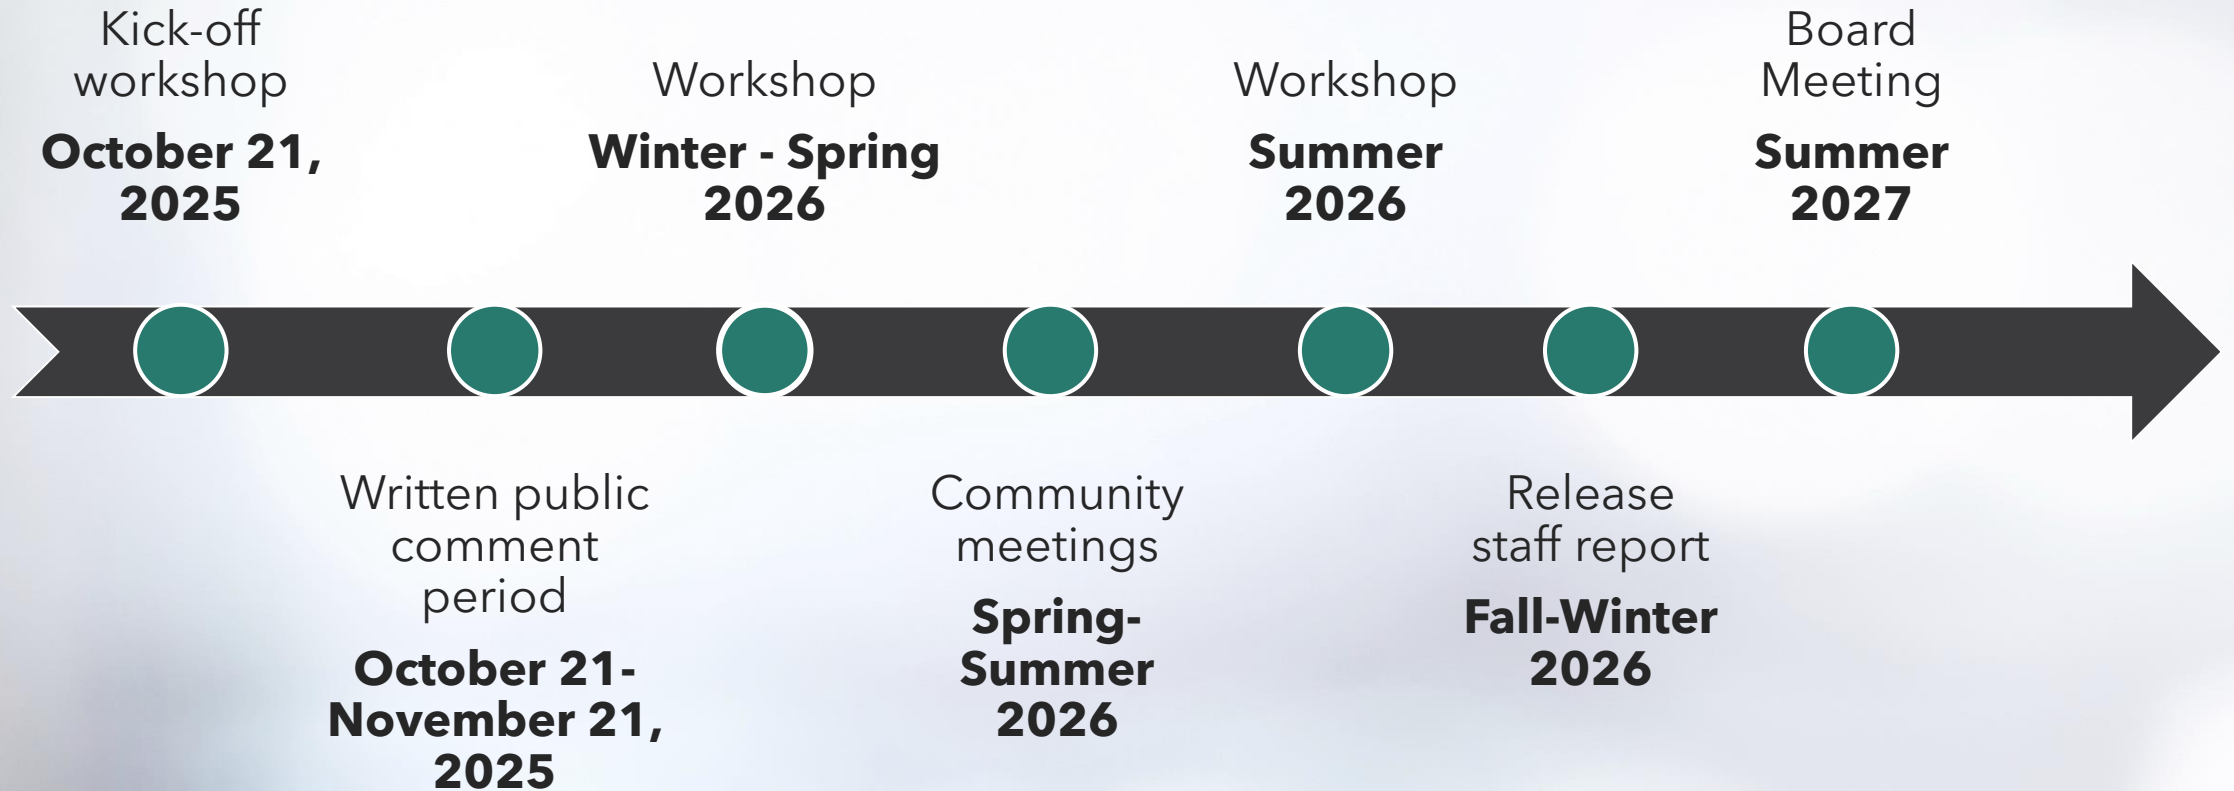 Kick-off
workshop
October 21,
2025
Written public
comment
period
October 21-
November 21,
2025
Workshop
Winter - Spring
2026
Community
meetings
Spring-
Summer
2026
Workshop
Summer
2026
Release
staff report
Fall-Winter
2026
Board
Meeting
Summer
2027